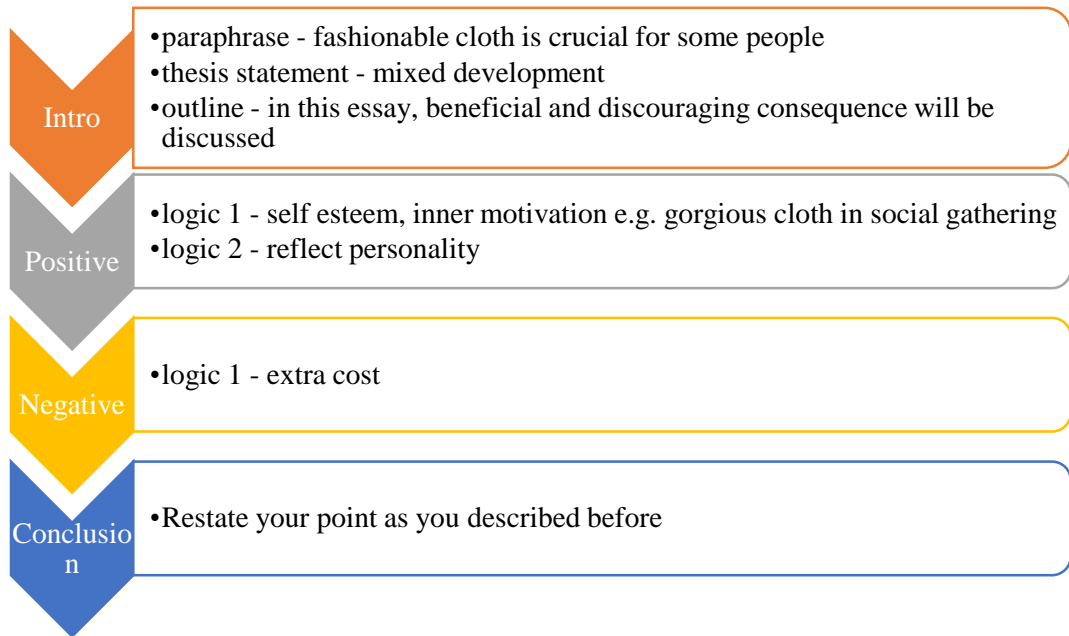 Intro
•paraphrase - fashionable cloth is crucial for some people
•thesis statement - mixed development
•outline - in this essay, beneficial and discouraging consequence will be
discussed
Positive
•logic 1 - self esteem, inner motivation e.g. gorgious cloth in social gathering
•logic 2 - reflect personality
Negative
•logic 1 - extra cost
Conclusio
n
•Restate your point as you described before